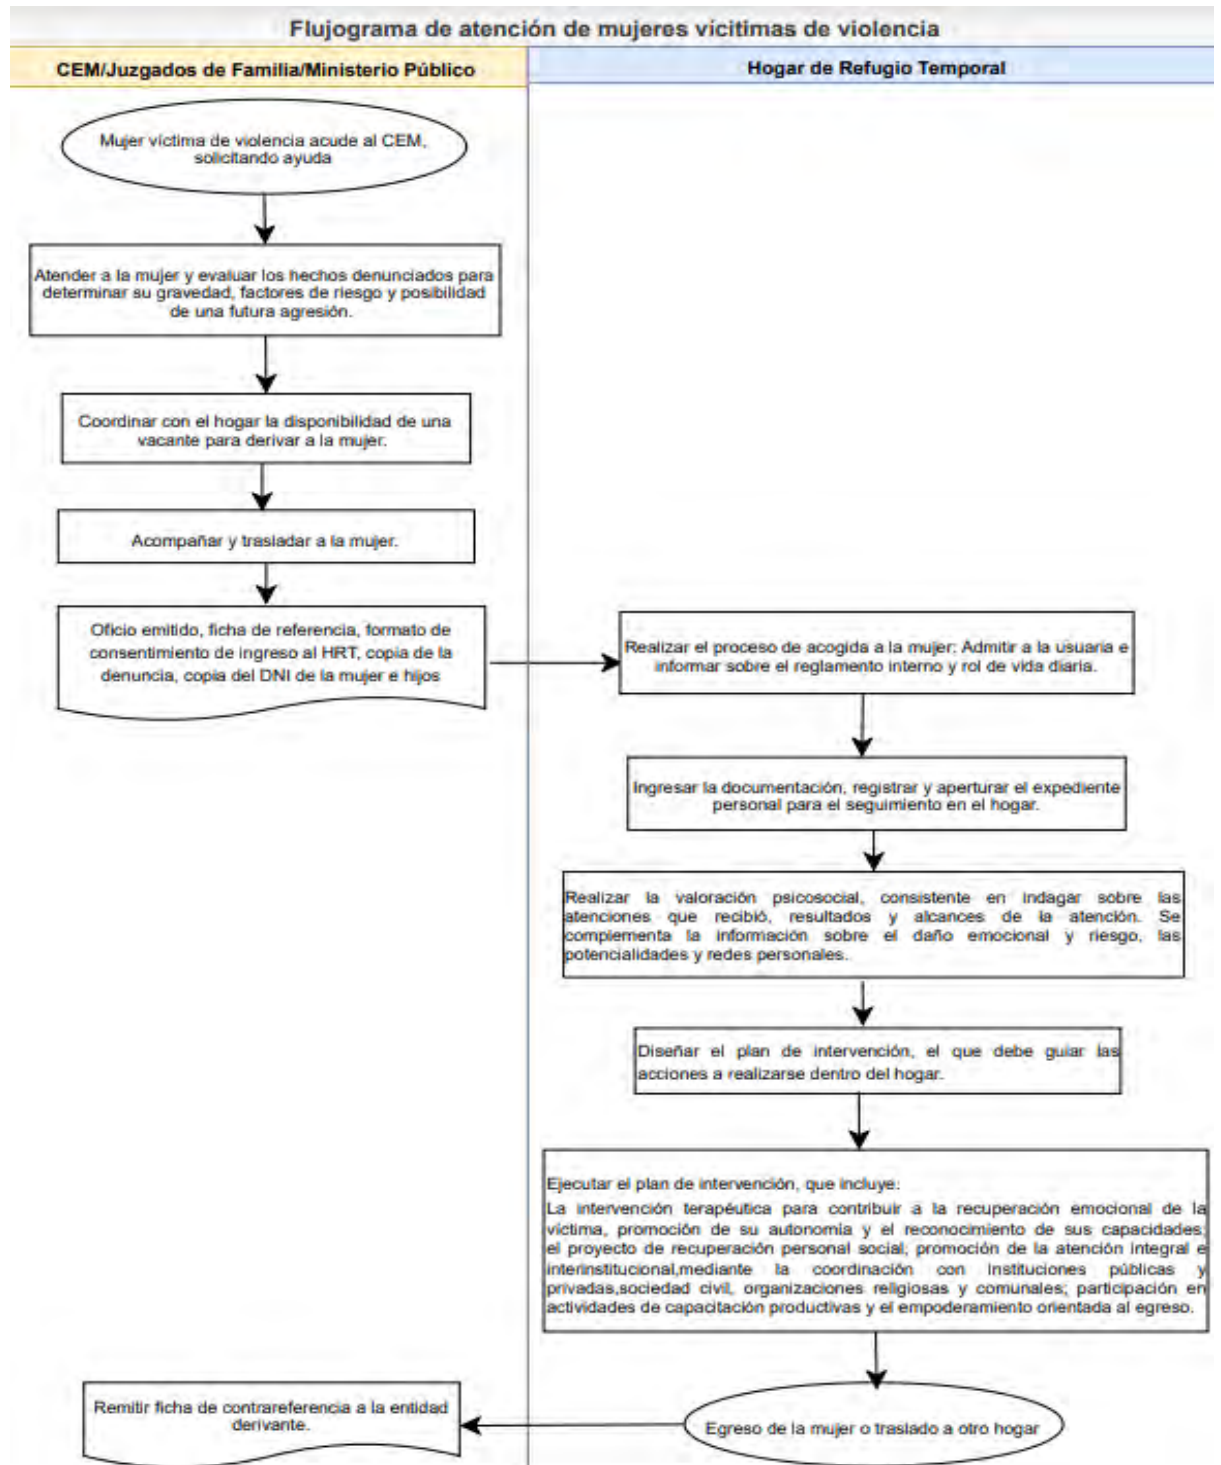 Flujograma de atención de mujeres vícitimas de violencia
CEM/Juzgados de Familia/Ministerio Público
Hogar de Refugio Temporal
Mujer víctima de violencia acude al CEM,
solicitando ayuda
Atender a la mujer y evaluar los hechos denunciados para
determinar su gravedad, factores de riesgo y posibilidad
de una futura agresión.
Coordinar con el hogar la disponibilidad de una
vacante para derivar a la mujer.
Acompañar y trasladar a la mujer.
Oficio emitido, ficha de referencia, formato de
consentimiento de ingreso al HRT, copia de la
denuncia, copia del DNI de la mujer e hijos
Realizar el proceso de acogida a la mujer: Admitir a la usuaria e
informar sobre el reglamento interno y rol de vida diaria.
Ingresar la documentación, registrar y aperturar el expediente
personal para el seguimiento en el hogar.
Realizar la valoración psicosocial, consistente en indagar sobre las
atenciones que recibió, resultados y alcances de la atención. Se
complementa la información sobre el daño emocional y riesgo, las
potencialidades y redes personales.
Diseñar el plan de intervención, el que debe guiar las
acciones a realizarse dentro del hogar.
Ejecutar el plan de intervención, que incluye:
La intervención terapéutica para contribuir a la recuperación emocional de la
víctima, promoción de su autonomía y el reconocimiento de sus capacidades;
el proyecto de recuperación personal social; promoción de la atención integral e
interinstitucional,mediante la coordinación con instituciones públicas y
privadas,sociedad civil, organizaciones religiosas y comunales; participación en
actividades de capacitación productivas y el empoderamiento orientada al egreso.
Egreso de la mujer o traslado a otro hogar
Remitir ficha de contrareferencia a la entidad
derivante.